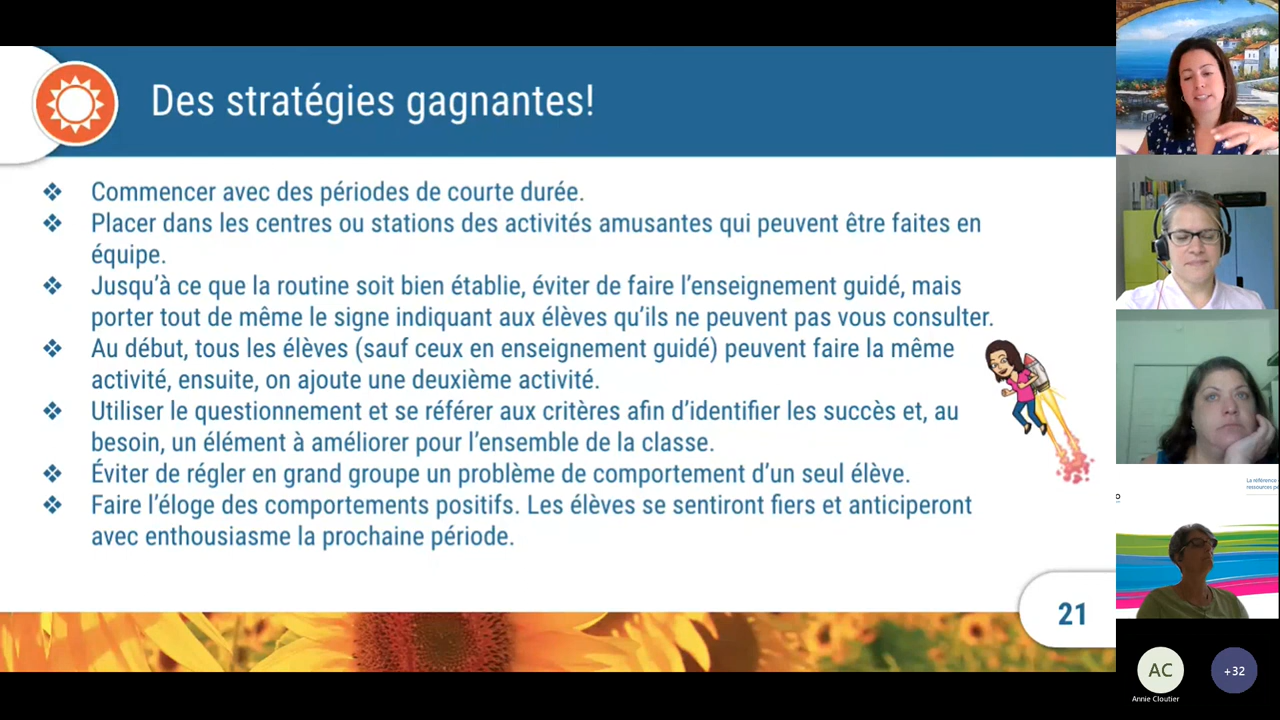 Des stratégies gagnantes!
❖ Commencer avec des périodes de courte durée.
❖ Placer dans les centres ou stations des activités amusantes qui peuvent être faites en
équipe.
❖ Jusqu’à ce que la routine soit bien établie, éviter de faire l’enseignement guidé, mais
porter tout de même le signe indiquant aux élèves qu’ils ne peuvent pas vous consulter.
❖ Au début, tous les élèves (sauf ceux en enseignement guidé) peuvent faire la même
activité, ensuite, on ajoute une deuxième activité.
❖ Utiliser le questionnement et se référer aux critères afin d’identifier les succès et, au
besoin, un élément à améliorer pour l’ensemble de la classe.
❖ Éviter de régler en grand groupe un problème de comportement d’un seul élève.
❖ Faire l’éloge des comportements positifs. Les élèves se sentiront fiers et anticiperont
avec enthousiasme la prochaine période.
21
La référence
ressources
AC
+32
Annie Cloutier